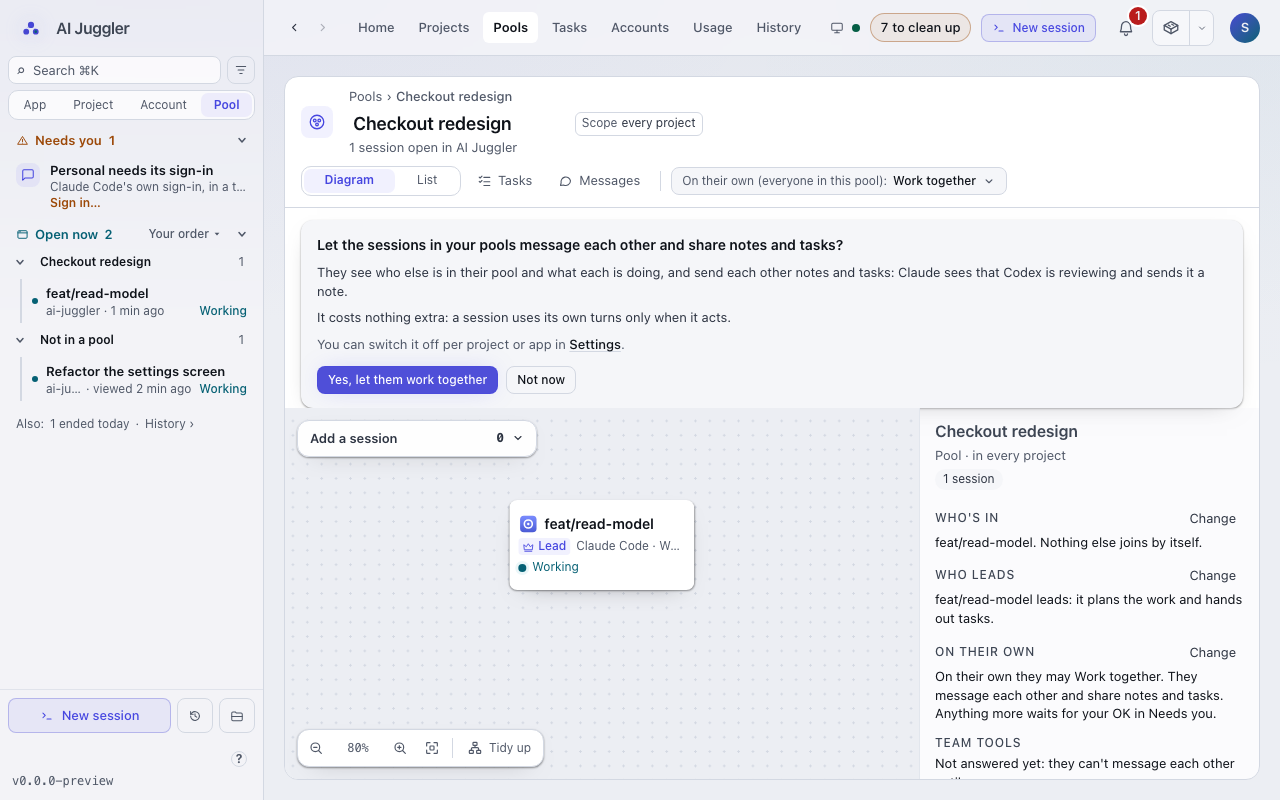 AI Juggler
Search ⌘K
App Project Account Pool
Needs you 1
Personal needs its sign-in
Claude Code's own sign-in, in a t…
Sign in…
Open now 2 Your order
Checkout redesign 1
feat/read-model
ai-juggler · 1 min ago Working
Not in a pool 1
Refactor the settings screen
ai-ju… · viewed 2 min ago Working
Also: 1 ended today · History ›
New session
?
v0.0.0-preview
Home Projects Pools Tasks Accounts Usage History 7 to clean up New session 1 S
Pools › Checkout redesign
Checkout redesign Scope every project
1 session open in AI Juggler
Diagram List Tasks Messages On their own (everyone in this pool): Work together
Let the sessions in your pools message each other and share notes and tasks?
They see who else is in their pool and what each is doing, and send each other notes and tasks: Claude sees that Codex is reviewing and sends it a
note.
It costs nothing extra: a session uses its own turns only when it acts.
You can switch it off per project or app in Settings.
Yes, let them work together Not now
Add a session 0
feat/read-model
Lead Claude Code · W…
Working
80% Tidy up
Checkout redesign
Pool · in every project
1 session
WHO'S IN Change
feat/read-model. Nothing else joins by itself.
WHO LEADS Change
feat/read-model leads: it plans the work and hands
out tasks.
ON THEIR OWN Change
On their own they may Work together. They
message each other and share notes and tasks.
Anything more waits for your OK in Needs you.
TEAM TOOLS
Not answered yet: they can't message each other